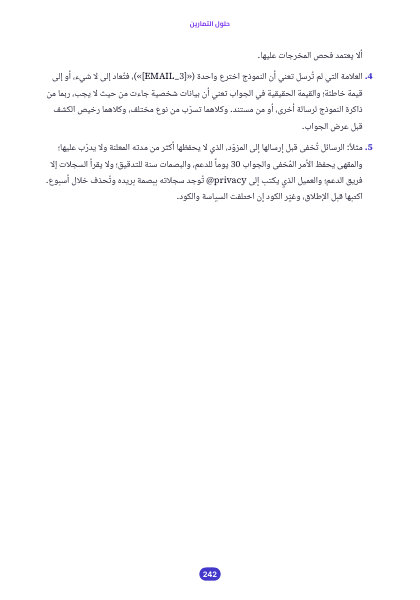 حلول التمارين
ألا يعتمد فحص المخرجات عليها.
4. العلامة التي لم تُرسل تعني أن النموذج اخترع واحدة («[EMAIL_3]»)، فتُعاد إلى لا شيء، أو إلى
قيمة خاطئة؛ والقيمة الحقيقية في الجواب تعني أن بيانات شخصية جاءت من حيث لا يجب، ربما من
ذاكرة النموذج لرسالة أخرى، أو من مستند. وكلاهما تسرّب من نوع مختلف، وكلاهما رخيص الكشف
قبل عرض الجواب.
5. مثلاً: الرسائل تُخفى قبل إرسالها إلى المزوّد، الذي لا يحفظها أكثر من مدته المعلنة ولا يدرّب عليها؛
والمقهى يحفظ الأمر المُخفى والجواب 30 يوماً للدعم، والبصمات سنة للتدقيق؛ ولا يقرأ السجلات إلا
فريق الدعم؛ والعميل الذي يكتب إلى privacy@ تُوجد سجلاته ببصمة بريده وتُحذف خلال أسبوع.
اكتبها قبل الإطلاق، وغيّر الكود إن اختلفت السياسة والكود.
242